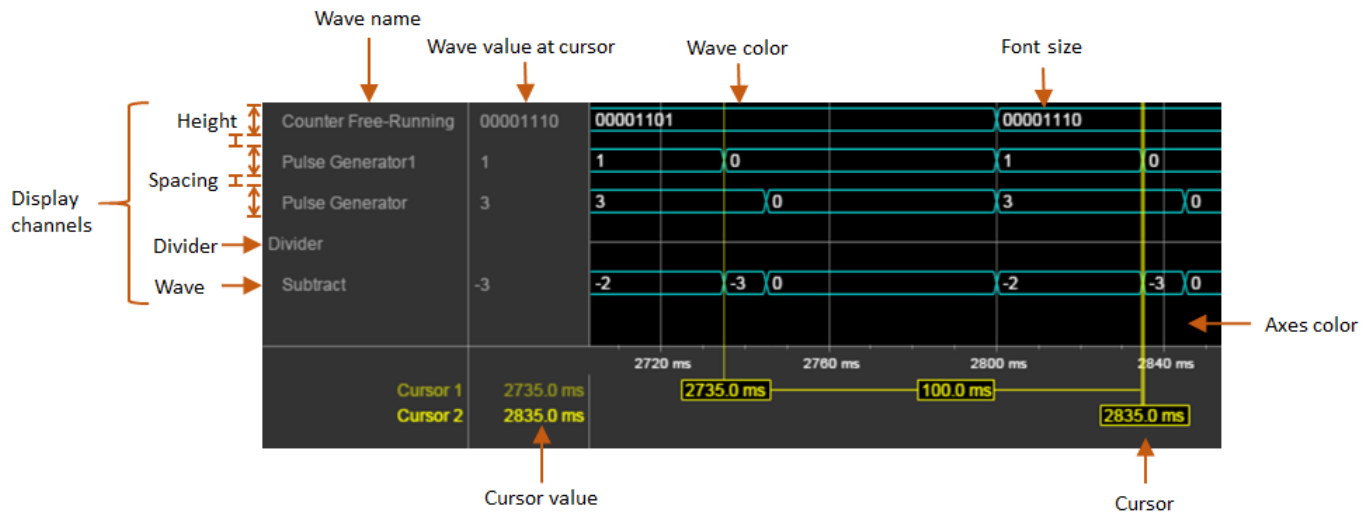 Wave name
Wave value at cursor
Wave color
Font size
Height
Counter Free-Running 00001110 00001101 00001110
Pulse Generator1 1 1 0 1 0
Spacing
Pulse Generator 3 3 0 3 0
Display
channels
Divider Divider
Wave Subtract -3 -2 -3 0 -2 -3 0
Axes color
2720 ms 2760 ms 2800 ms 2840 ms
Cursor 1 2735.0 ms 2735.0 ms 100.0 ms
Cursor 2 2835.0 ms 2835.0 ms
Cursor value
Cursor